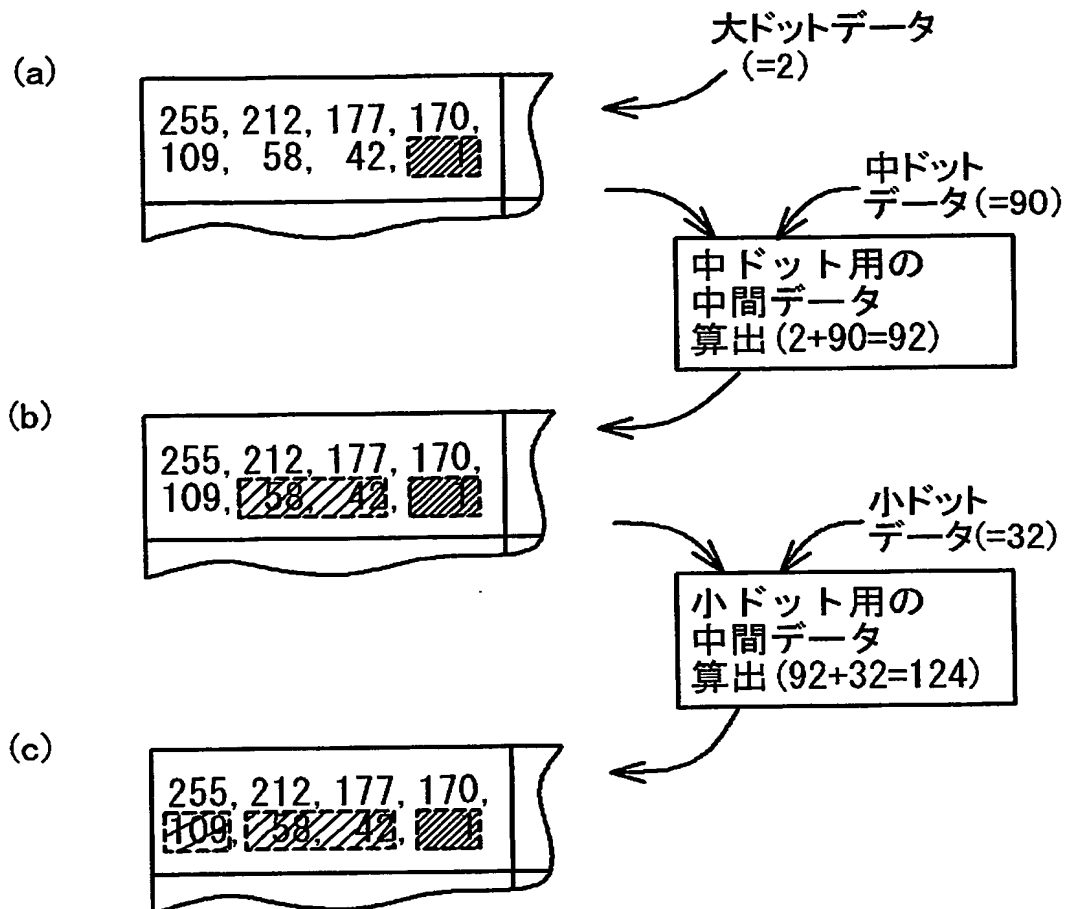 大ドットデータ
(=2)
(a)
255, 212, 177, 170,
109, 58, 42, 1
中ドット
データ(=90)
中ドット用の
中間データ
算出(2+90=92)
(b)
255, 212, 177, 170,
109, 58, 42, 1
小ドット
データ(=32)
小ドット用の
中間データ
算出(92+32=124)
(c)
255, 212, 177, 170,
109, 58, 42, 1